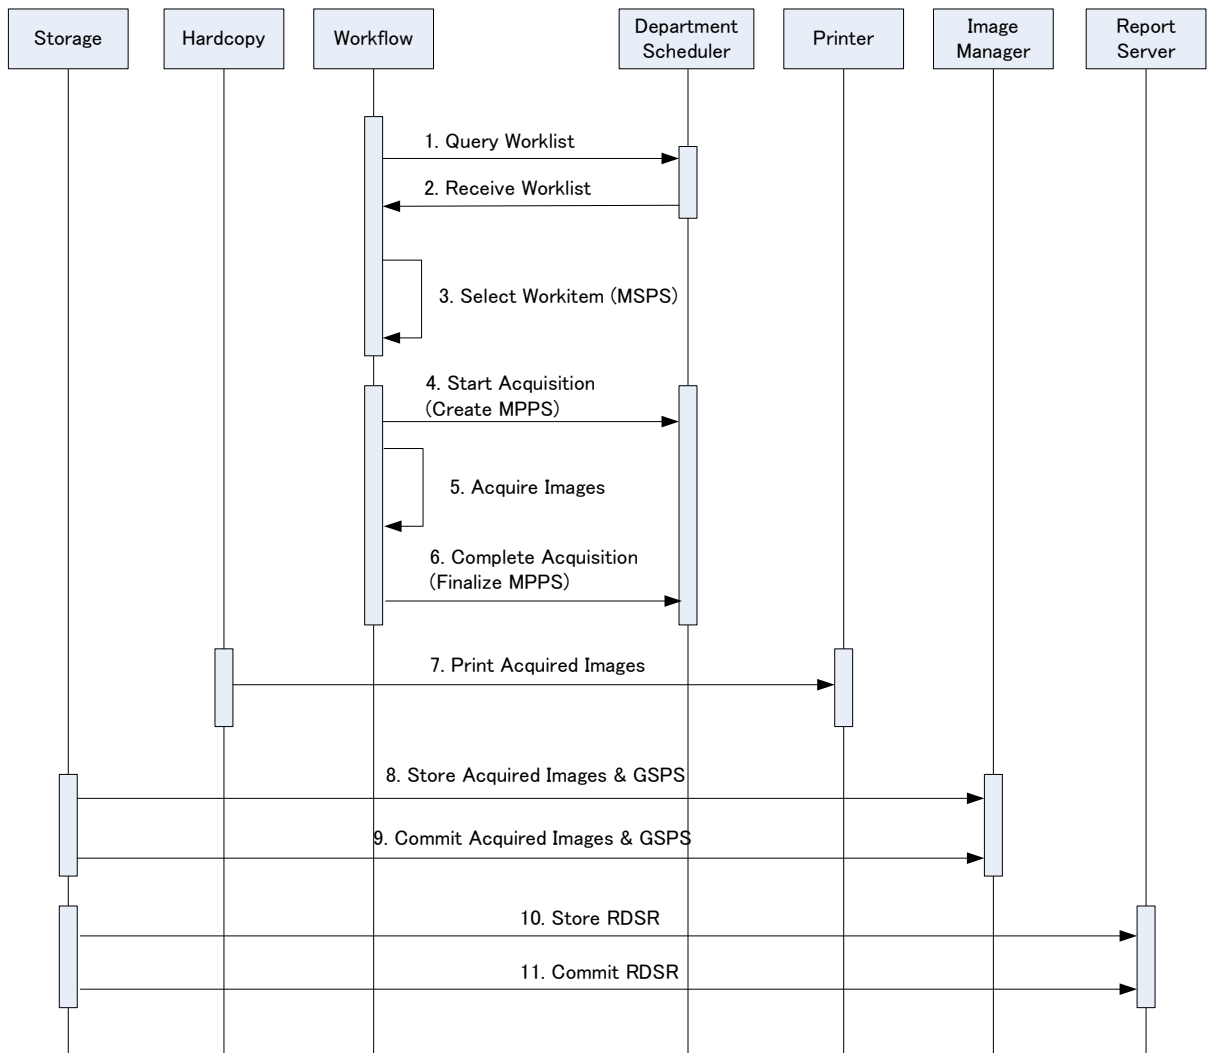 Storage
Hardcopy
Workflow
Department
Scheduler
Printer
Image
Manager
Report
Server
1. Query Worklist
2. Receive Worklist
3. Select Workitem (MSPS)
4. Start Acquisition
(Create MPPS)
5. Acquire Images
6. Complete Acquisition
(Finalize MPPS)
7. Print Acquired Images
8. Store Acquired Images & GSPS
9. Commit Acquired Images & GSPS
10. Store RDSR
11. Commit RDSR